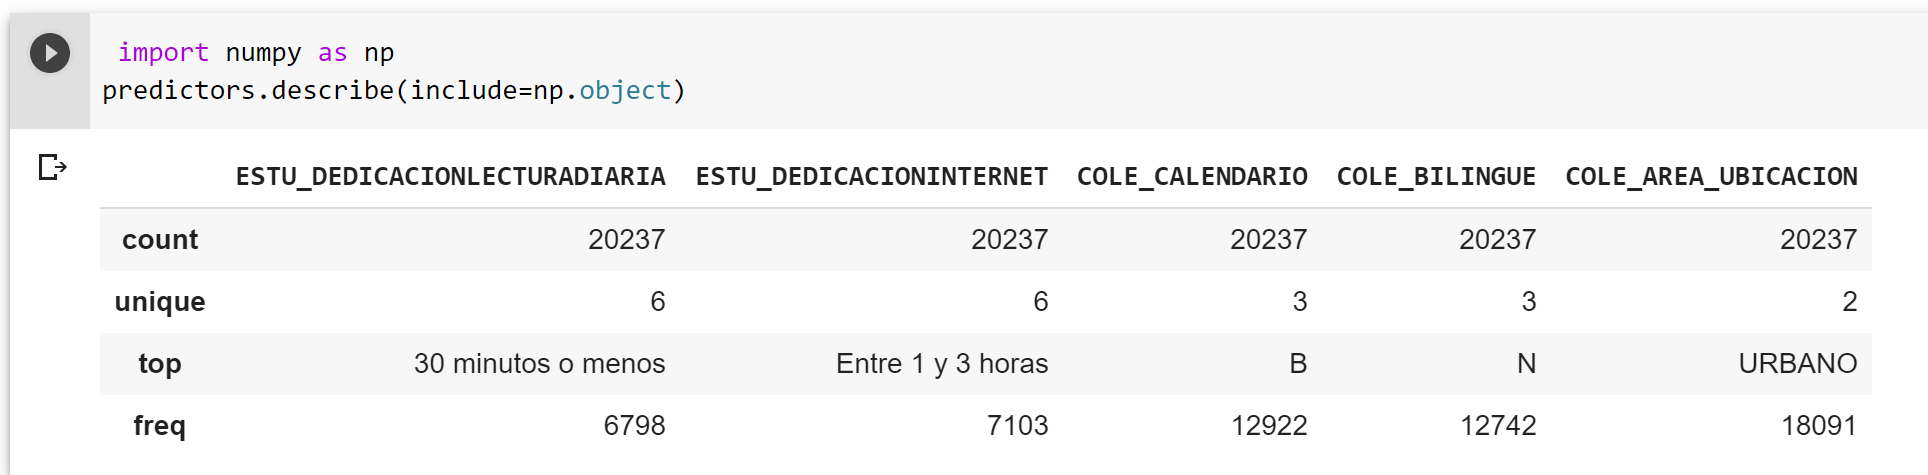 import numpy as np
predictors.describe(include=np.object)
ESTU_DEDICACIONLECTURADIARIA ESTU_DEDICACIONINTERNET COLE_CALENDARIO COLE_BILINGUE COLE_AREA_UBICACION
count 20237 20237 20237 20237 20237
unique 6 6 3 3 2
top 30 minutos o menos Entre 1 y 3 horas B N URBANO
freq 6798 7103 12922 12742 18091